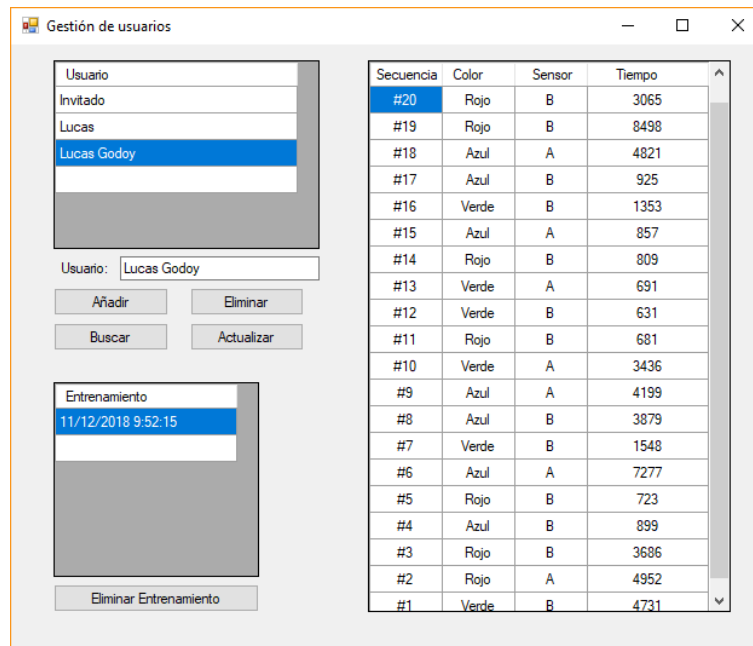 Gestión de usuarios
Usuario
Invitado
Lucas
Lucas Godoy
Usuario: Lucas Godoy
Añadir Eliminar
Buscar Actualizar
Entrenamiento
11/12/2018 9:52:15
Eliminar Entrenamiento
Secuencia Color Sensor Tiempo
#20 Rojo B 3065
#19 Rojo B 8498
#18 Azul A 4821
#17 Azul B 925
#16 Verde B 1353
#15 Azul A 857
#14 Rojo B 809
#13 Verde A 691
#12 Verde B 631
#11 Rojo B 681
#10 Verde A 3436
#9 Azul A 4199
#8 Azul B 3879
#7 Verde B 1548
#6 Azul A 7277
#5 Rojo B 723
#4 Azul B 899
#3 Rojo B 3686
#2 Rojo A 4952
#1 Verde B 4731